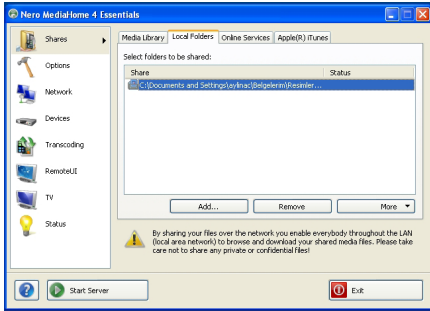 Nero MediaHome 4 Essentials
Shares
Options
Network
Devices
Transcoding
RemoteUI
TV
Status
Media Library Local Folders Online Services Apple(R) iTunes
Select folders to be shared:
Share Status
C:\Documents and Settings\aylinac\Belgelerim\Resimler...
Add... Remove More
By sharing your files over the network you enable everybody throughout the LAN
(local area network) to browse and download your shared media files. Please take
care not to share any private or confidential files!
Start Server Exit